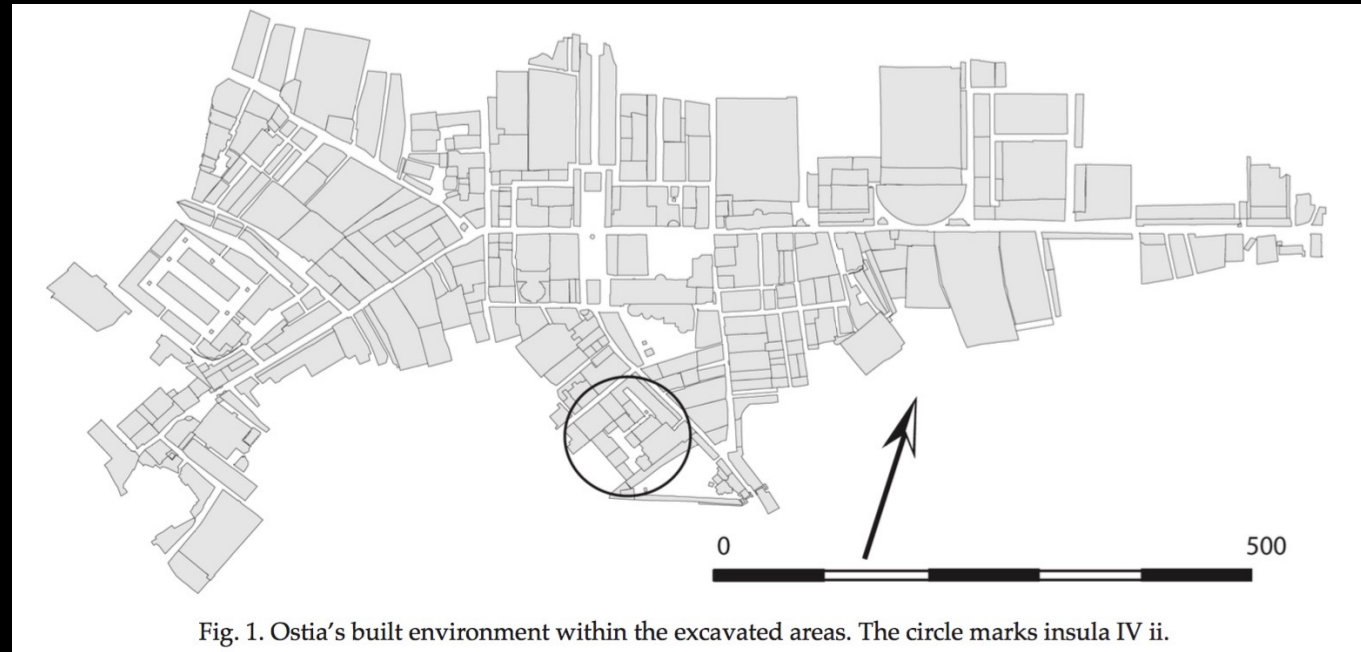 0 500
Fig. 1. Ostia's built environment within the excavated areas. The circle marks insula IV ii.